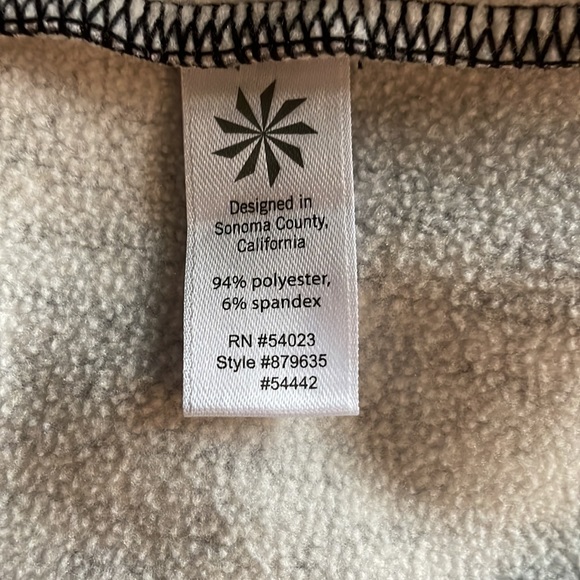 Designed in
Sonoma County,
California
94% polyester,
6% spandex
RN #54023
Style #879635
#54442